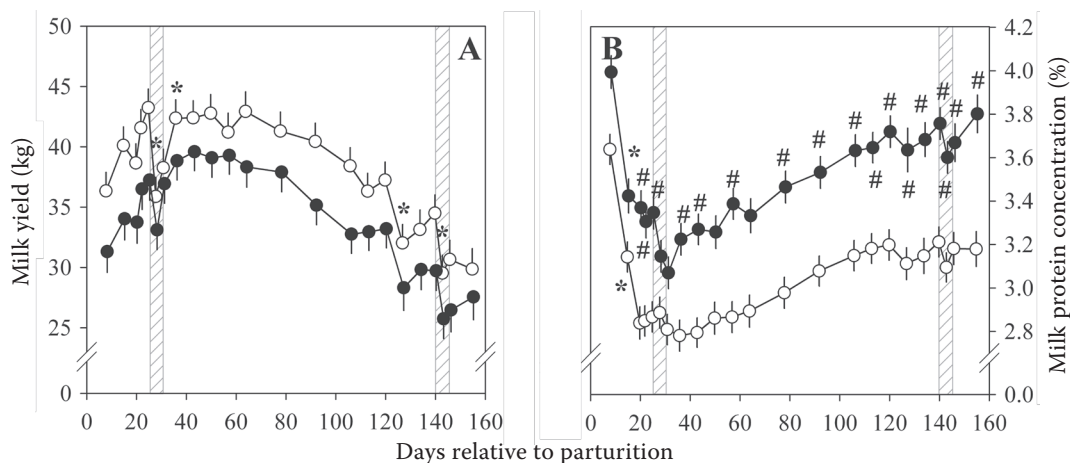 50
45
40
35
30
25
0
Milk yield (kg)
A
*
*
*
*
0 20 40 60 80 100 120 140 160
B
*
*
# # # # # # # # # # # # # # # #
4.2
4.0
3.8
3.6
3.4
3.2
3.0
2.8
0.0
Milk protein concentration (%)
0 20 40 60 80 100 120 140 160
Days relative to parturition